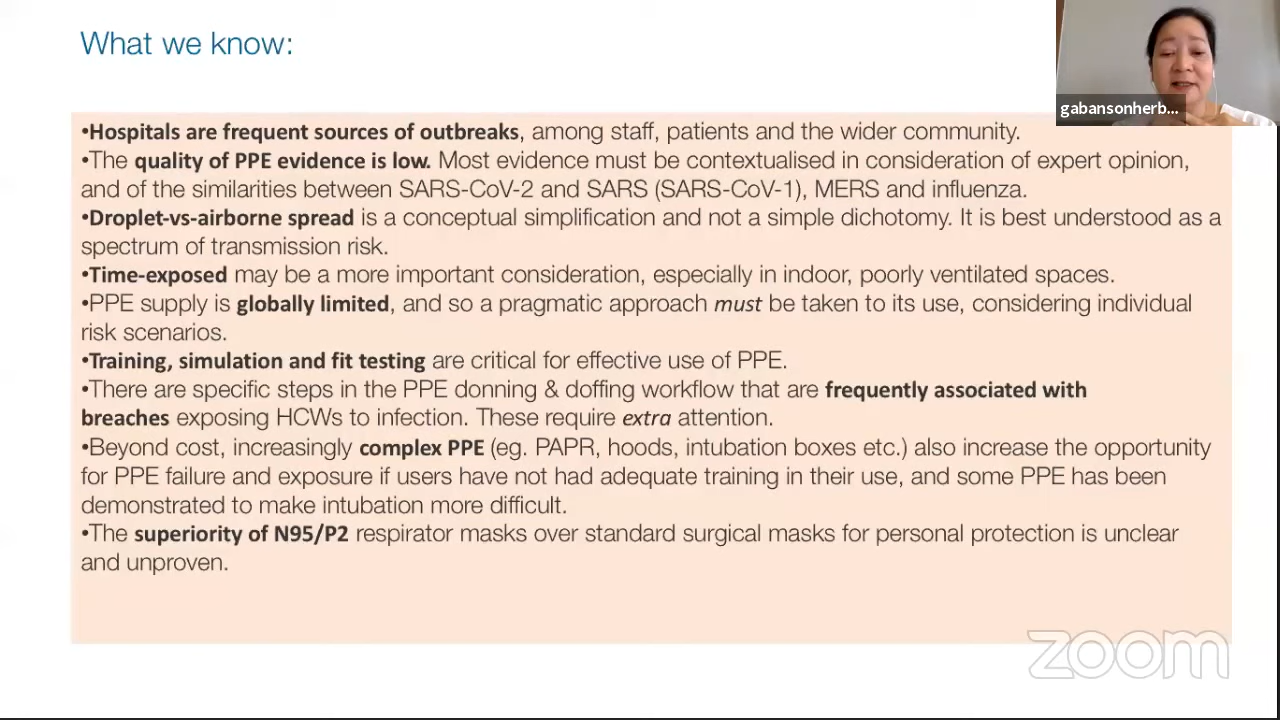 What we know:
gabansonherb...
•Hospitals are frequent sources of outbreaks, among staff, patients and the wider community.
•The quality of PPE evidence is low. Most evidence must be contextualised in consideration of expert opinion,
and of the similarities between SARS-CoV-2 and SARS (SARS-CoV-1), MERS and influenza.
•Droplet-vs-airborne spread is a conceptual simplification and not a simple dichotomy. It is best understood as a
spectrum of transmission risk.
•Time-exposed may be a more important consideration, especially in indoor, poorly ventilated spaces.
•PPE supply is globally limited, and so a pragmatic approach must be taken to its use, considering individual
risk scenarios.
•Training, simulation and fit testing are critical for effective use of PPE.
•There are specific steps in the PPE donning & doffing workflow that are frequently associated with
breaches exposing HCWs to infection. These require extra attention.
•Beyond cost, increasingly complex PPE (eg. PAPR, hoods, intubation boxes etc.) also increase the opportunity
for PPE failure and exposure if users have not had adequate training in their use, and some PPE has been
demonstrated to make intubation more difficult.
•The superiority of N95/P2 respirator masks over standard surgical masks for personal protection is unclear
and unproven.
zoom